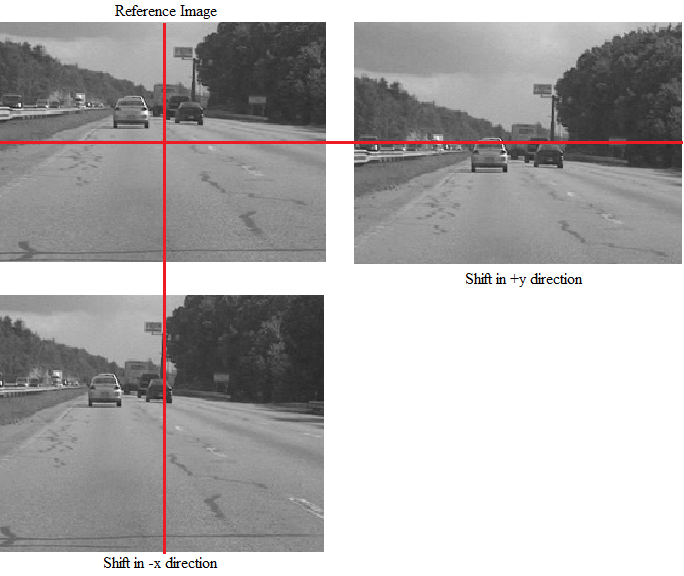 Reference Image
Shift in +y direction
Shift in -x direction